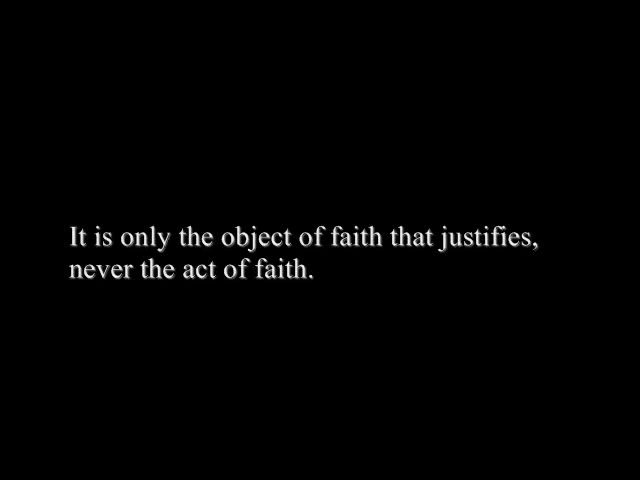 It is only the object of faith that justifies,
never the act of faith.